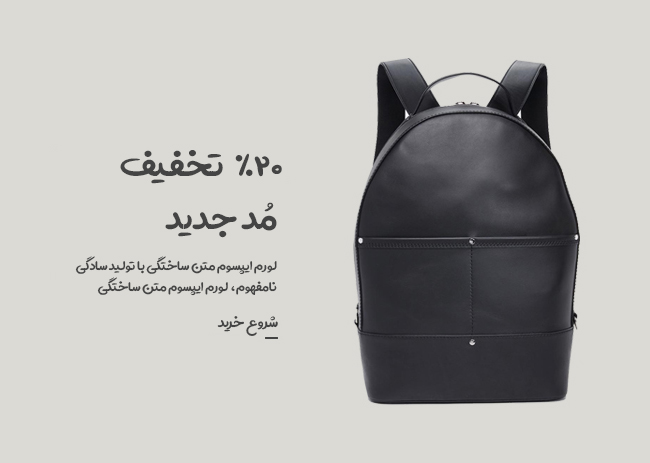 ۲۰٪ تخفیف
مُد جدید
لورم ایپسوم متن ساختگی با تولید سادگی
نامفهوم، لورم ایپسوم متن ساختگی
شروع خرید